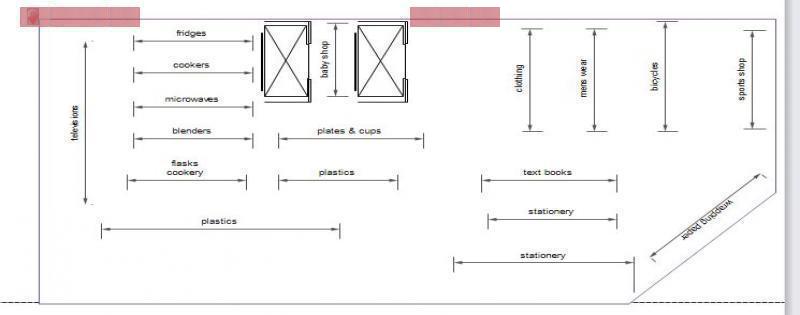 fridges
cookers
microwaves
blenders
flasks
cookery
plastics
televisions
baby shop
plates & cups
plastics
clothing
mens wear
bicycles
sports shop
text books
stationery
stationery
wrapping paper